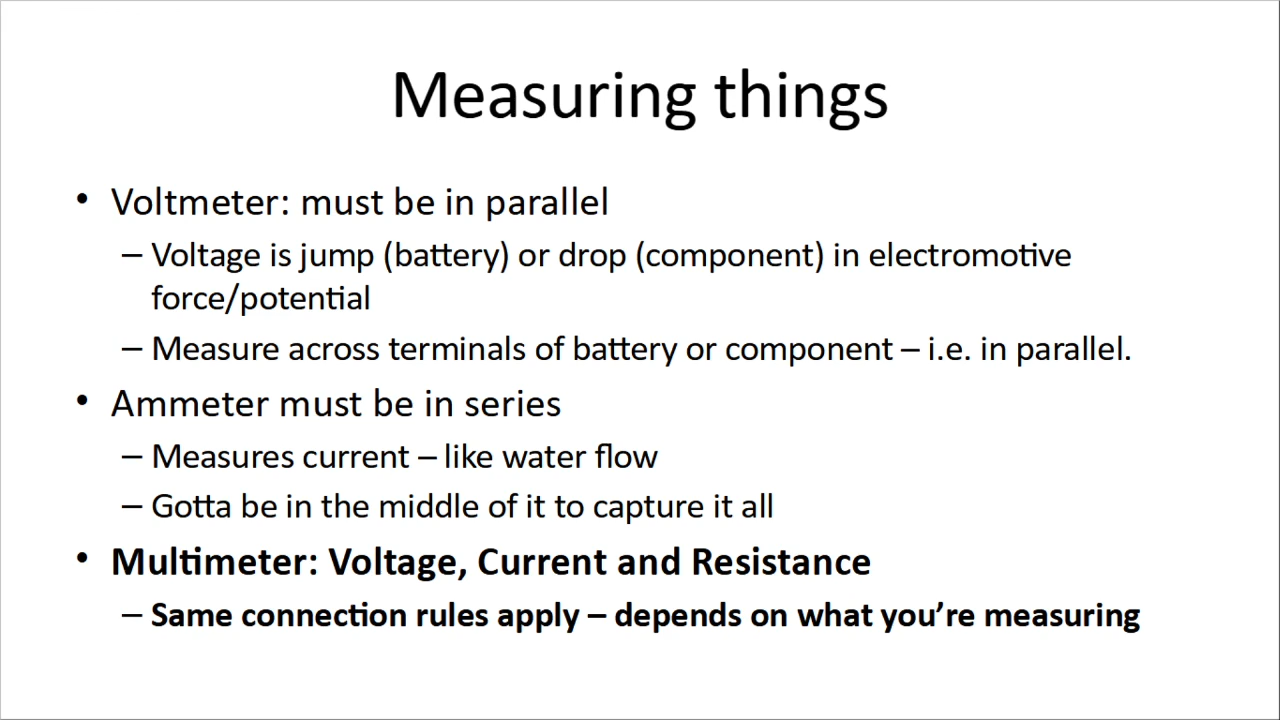 Measuring things
• Voltmeter: must be in parallel
– Voltage is jump (battery) or drop (component) in electromotive
force/potential
– Measure across terminals of battery or component – i.e. in parallel.
• Ammeter must be in series
– Measures current – like water flow
– Gotta be in the middle of it to capture it all
• Multimeter: Voltage, Current and Resistance
– Same connection rules apply – depends on what you’re measuring